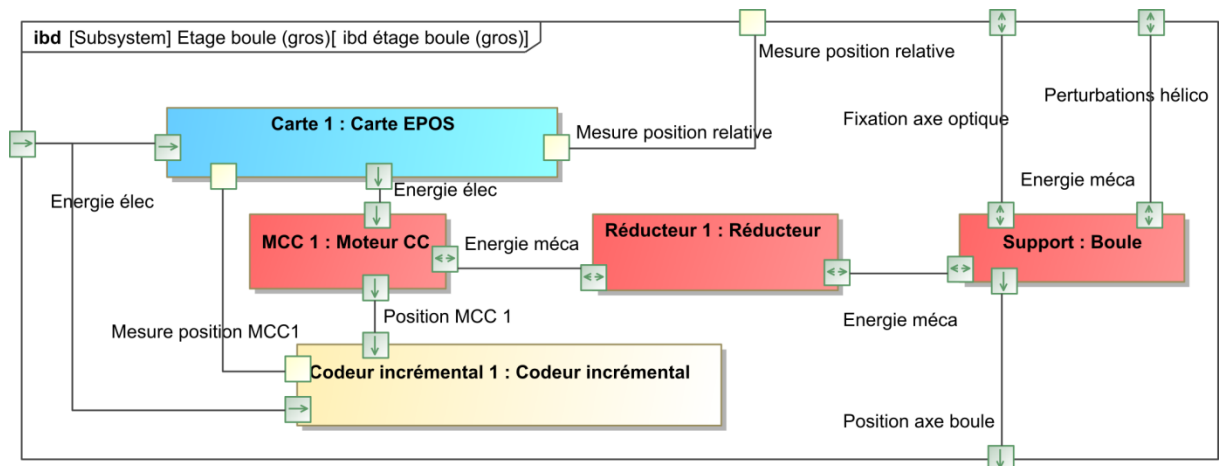 ibd [Subsystem] Etage boule (gros)[ ibd étage boule (gros)]
Mesure position relative
Perturbations hélico
Fixation axe optique
Carte 1 : Carte EPOS
Mesure position relative
Energie élec
Energie élec
Energie méca
MCC 1 : Moteur CC
Energie méca
Réducteur 1 : Réducteur
Support : Boule
Position MCC 1
Mesure position MCC1
Energie méca
Codeur incrémental 1 : Codeur incrémental
Position axe boule